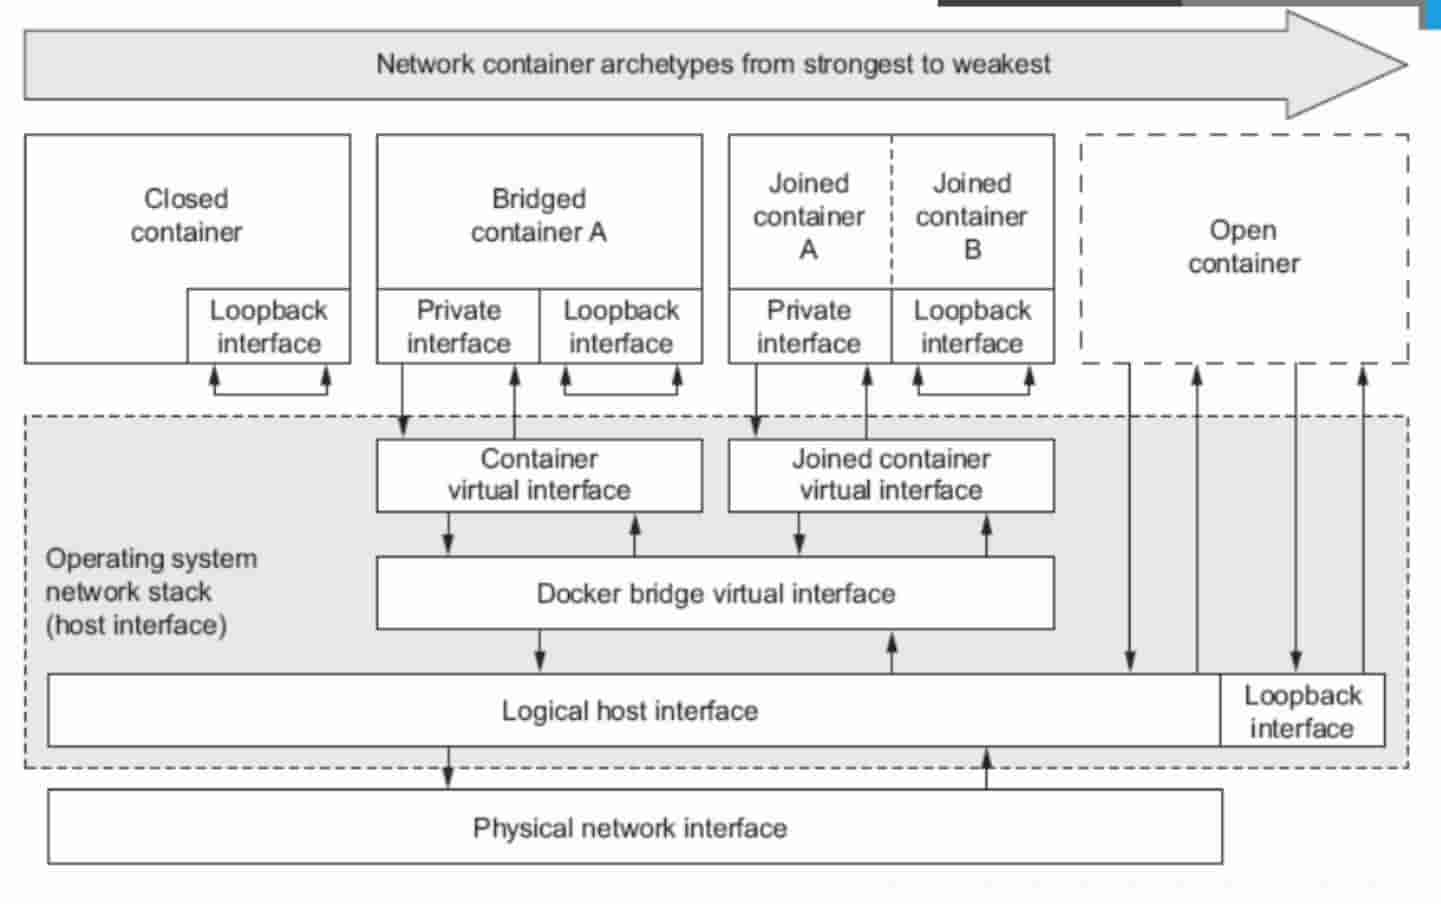 Network container archetypes from strongest to weakest
Closed
container
Loopback
interface
Bridged
container A
Private
interface
Loopback
interface
Joined
container
A
Joined
container
B
Private
interface
Loopback
interface
Open
container
Container
virtual interface
Joined container
virtual interface
Operating system
network stack
(host interface)
Docker bridge virtual interface
Logical host interface
Loopback
interface
Physical network interface